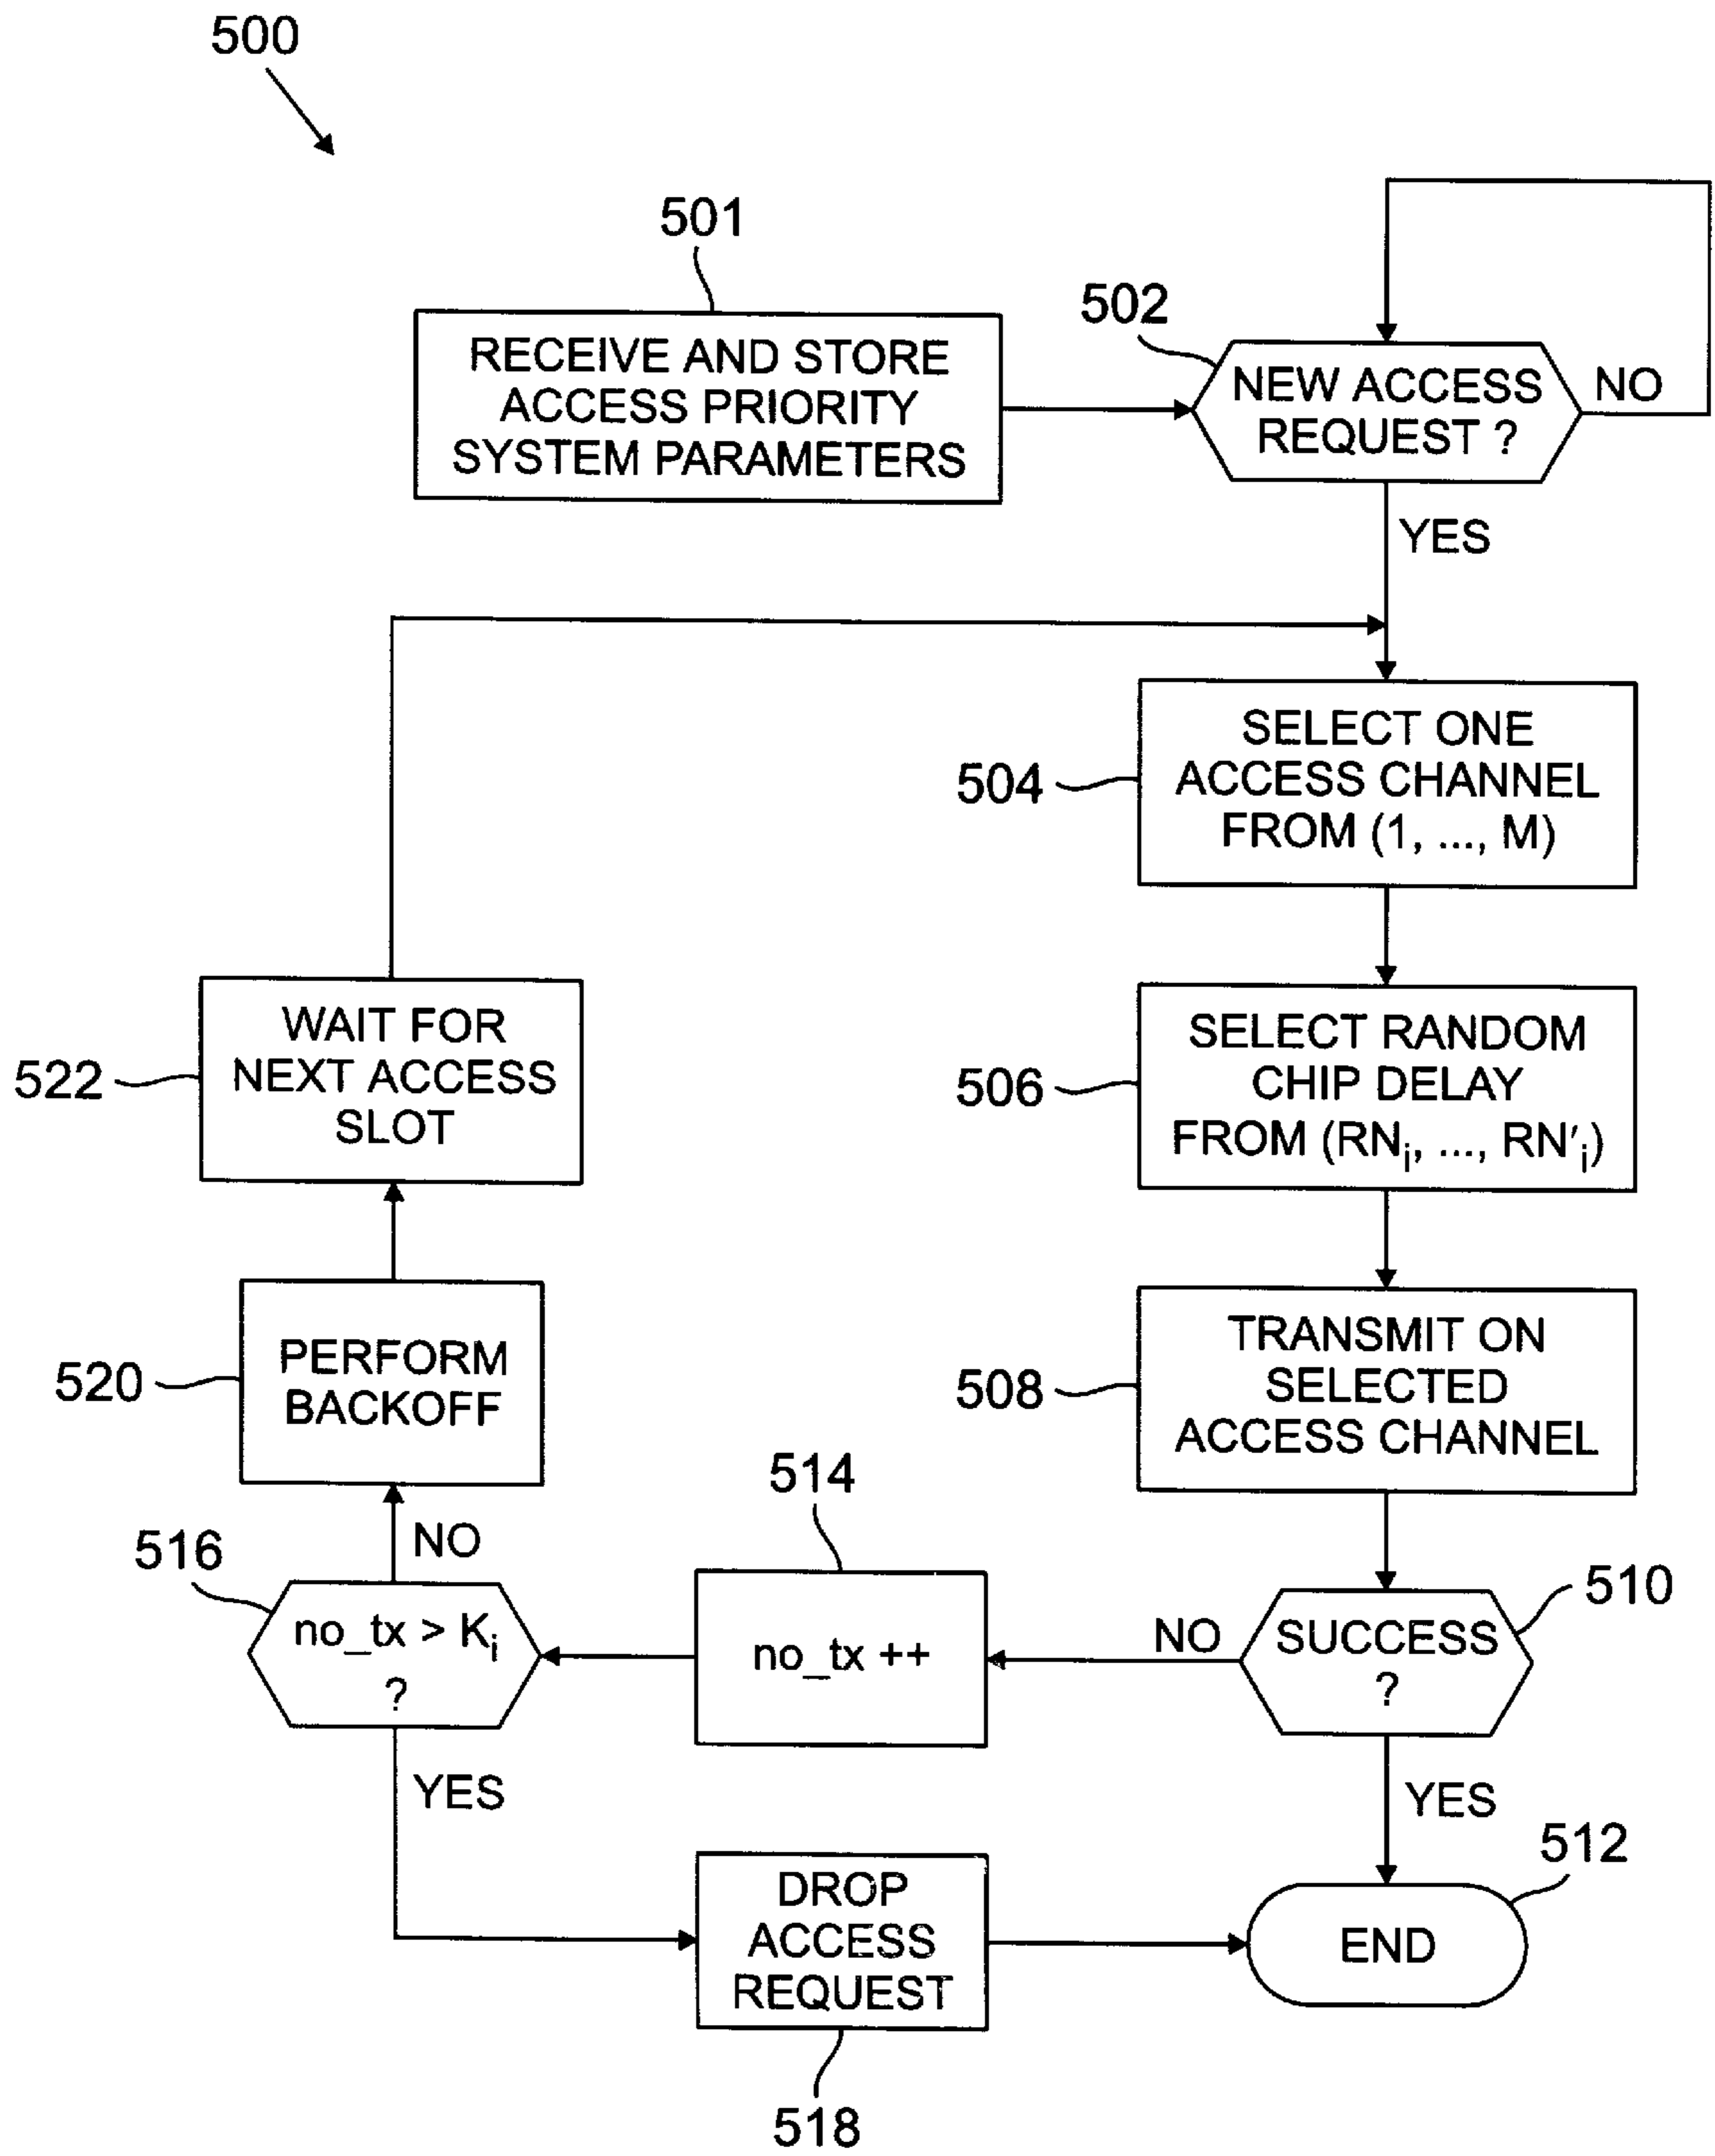 500
501
RECEIVE AND STORE
ACCESS PRIORITY
SYSTEM PARAMETERS
502
NEW ACCESS
REQUEST ?
NO
YES
504
SELECT ONE
ACCESS CHANNEL
FROM (1, ..., M)
506
SELECT RANDOM
CHIP DELAY
FROM (RNᵢ, ..., RN′ᵢ)
508
TRANSMIT ON
SELECTED
ACCESS CHANNEL
510
SUCCESS
?
NO
YES
512
END
514
no_tx ++
516
no_tx > Kᵢ
?
NO
YES
518
DROP
ACCESS
REQUEST
520
PERFORM
BACKOFF
522
WAIT FOR
NEXT ACCESS
SLOT